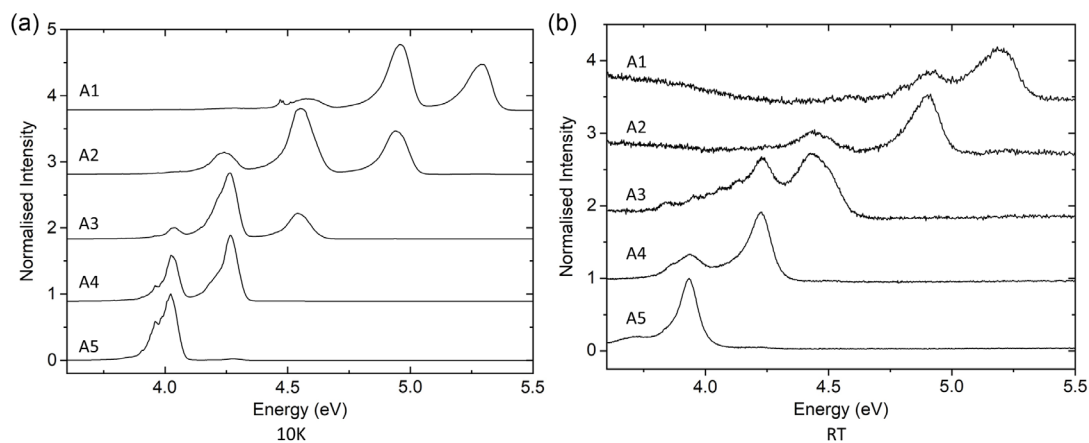 (a)
5
4
3
2
1
0
Normalised Intensity
A1
A2
A3
A4
A5
4.0
4.5
5.0
5.5
Energy (eV)
10K
(b)
4
3
2
1
0
Normalised Intensity
A1
A2
A3
A4
A5
4.0
4.5
5.0
5.5
Energy (eV)
RT